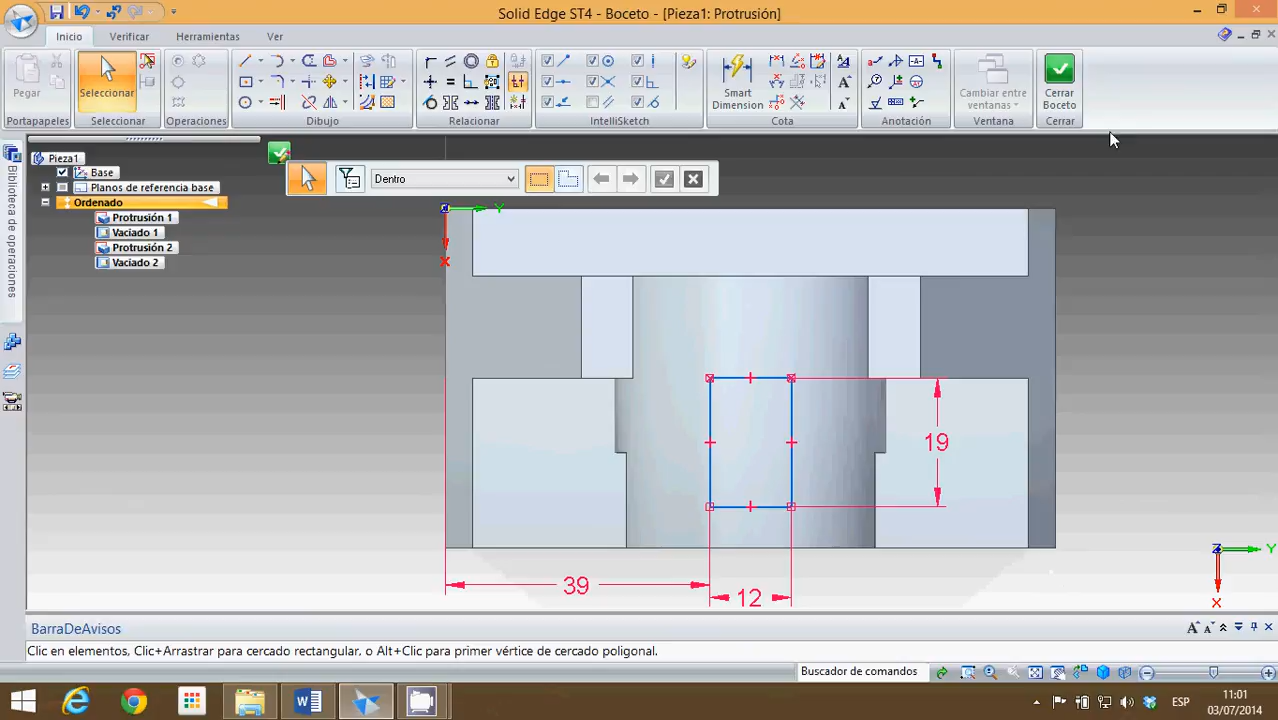 Solid Edge ST4 - Boceto - [Pieza1: Protrusión]
Inicio Verificar Herramientas Ver
Pegar
Seleccionar
Smart Dimension
Cambiar entre ventanas
Cerrar Boceto
Portapapeles Seleccionar Operaciones Dibujo Relacionar IntelliSketch Cota Anotación Ventana Cerrar
Biblioteca de operaciones
Pieza1
Base
Planos de referencia base
Ordenado
Protrusión 1
Vaciado 1
Protrusión 2
Vaciado 2
Dentro
Y
X
19
39
12
Z
Y
X
BarraDeAvisos
Clic en elementos, Clic+Arrastrar para cercado rectangular, o Alt+Clic para primer vértice de cercado poligonal.
Buscador de comandos
ESP
11:01
03/07/2014